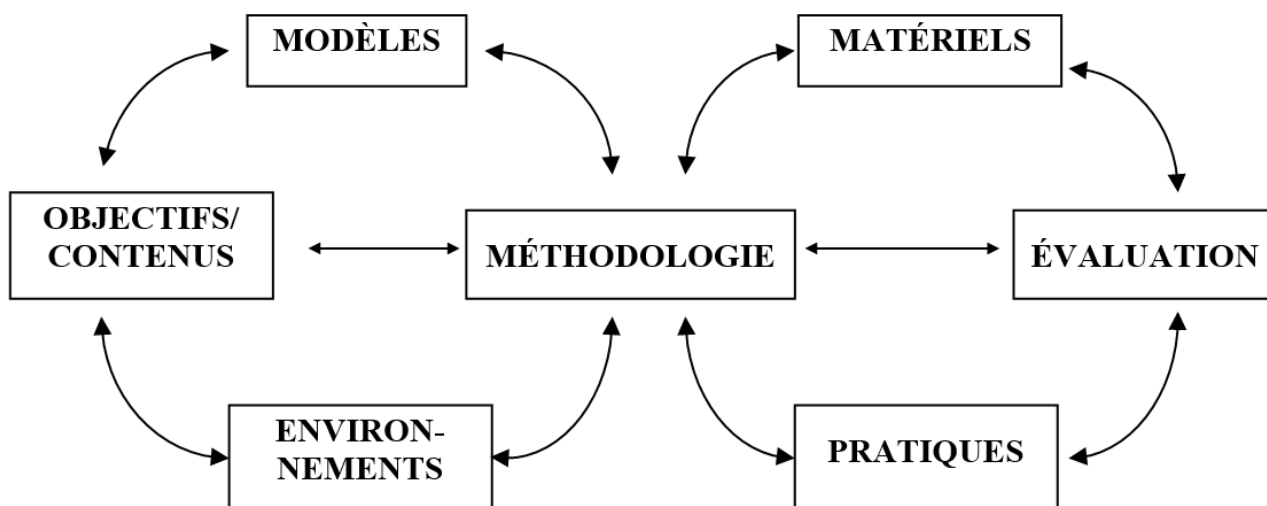 MODÈLES
MATÉRIELS
OBJECTIFS/
CONTENUS
MÉTHODOLOGIE
ÉVALUATION
ENVIRON-
NEMENTS
PRATIQUES